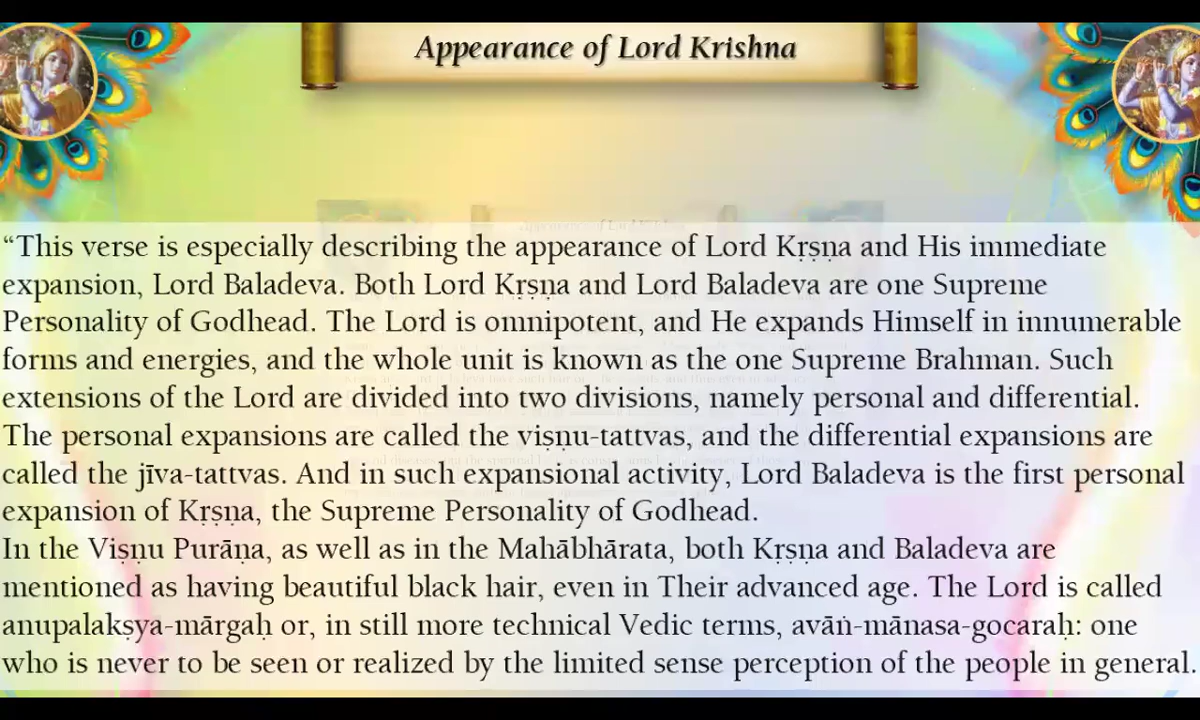 Appearance of Lord Krishna
“This verse is especially describing the appearance of Lord Kṛṣṇa and His immediate
expansion, Lord Baladeva. Both Lord Kṛṣṇa and Lord Baladeva are one Supreme
Personality of Godhead. The Lord is omnipotent, and He expands Himself in innumerable
forms and energies, and the whole unit is known as the one Supreme Brahman. Such
extensions of the Lord are divided into two divisions, namely personal and differential.
The personal expansions are called the viṣṇu-tattvas, and the differential expansions are
called the jīva-tattvas. And in such expansional activity, Lord Baladeva is the first personal
expansion of Kṛṣṇa, the Supreme Personality of Godhead.
In the Viṣṇu Purāṇa, as well as in the Mahābhārata, both Kṛṣṇa and Baladeva are
mentioned as having beautiful black hair, even in Their advanced age. The Lord is called
anupalakṣya-mārgaḥ or, in still more technical Vedic terms, avāṅ-mānasa-gocaraḥ: one
who is never to be seen or realized by the limited sense perception of the people in general.